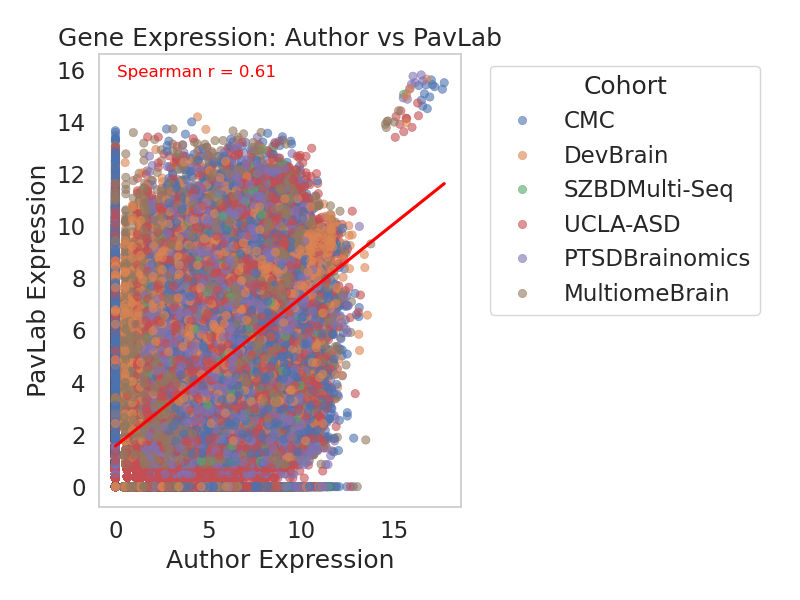 Gene Expression: Author vs PavLab
Spearman r = 0.61
16
14
12
10
8
6
4
2
0
PavLab Expression
0 5 10 15
Author Expression
Cohort
CMC
DevBrain
SZBDMulti-Seq
UCLA-ASD
PTSDBrainomics
MultiomeBrain